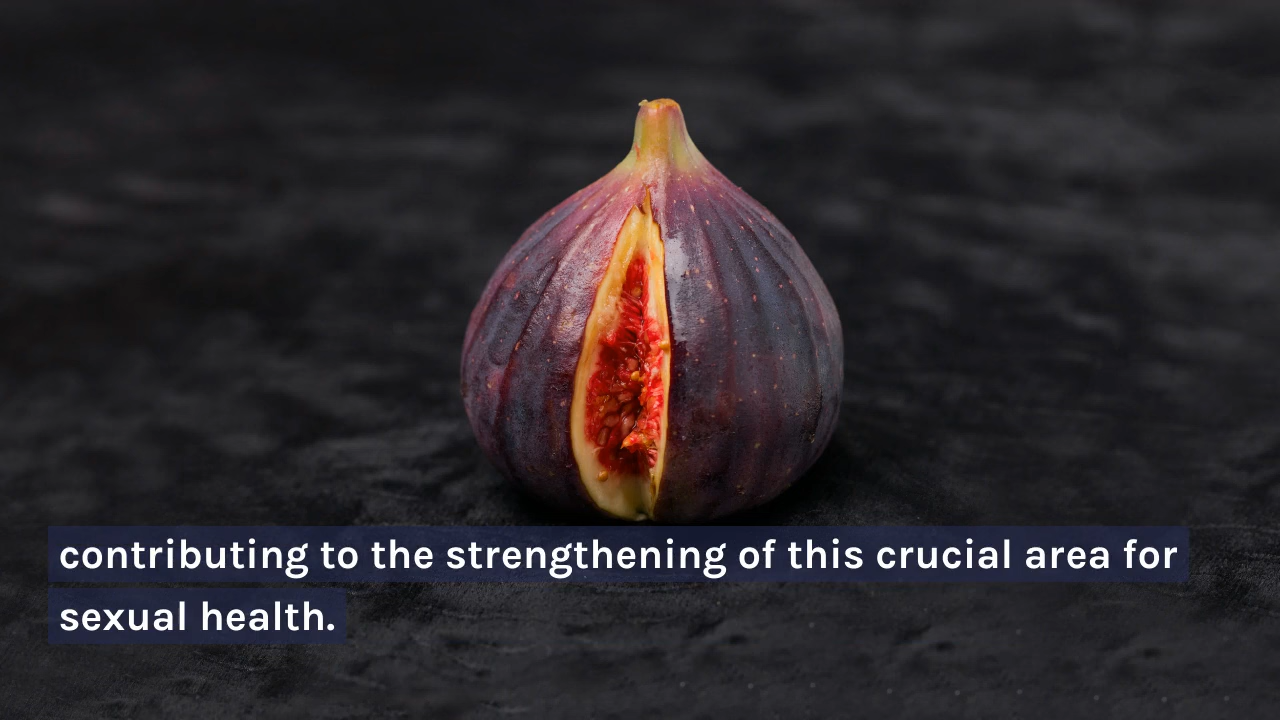 contributing to the strengthening of this crucial area for
sexual health.